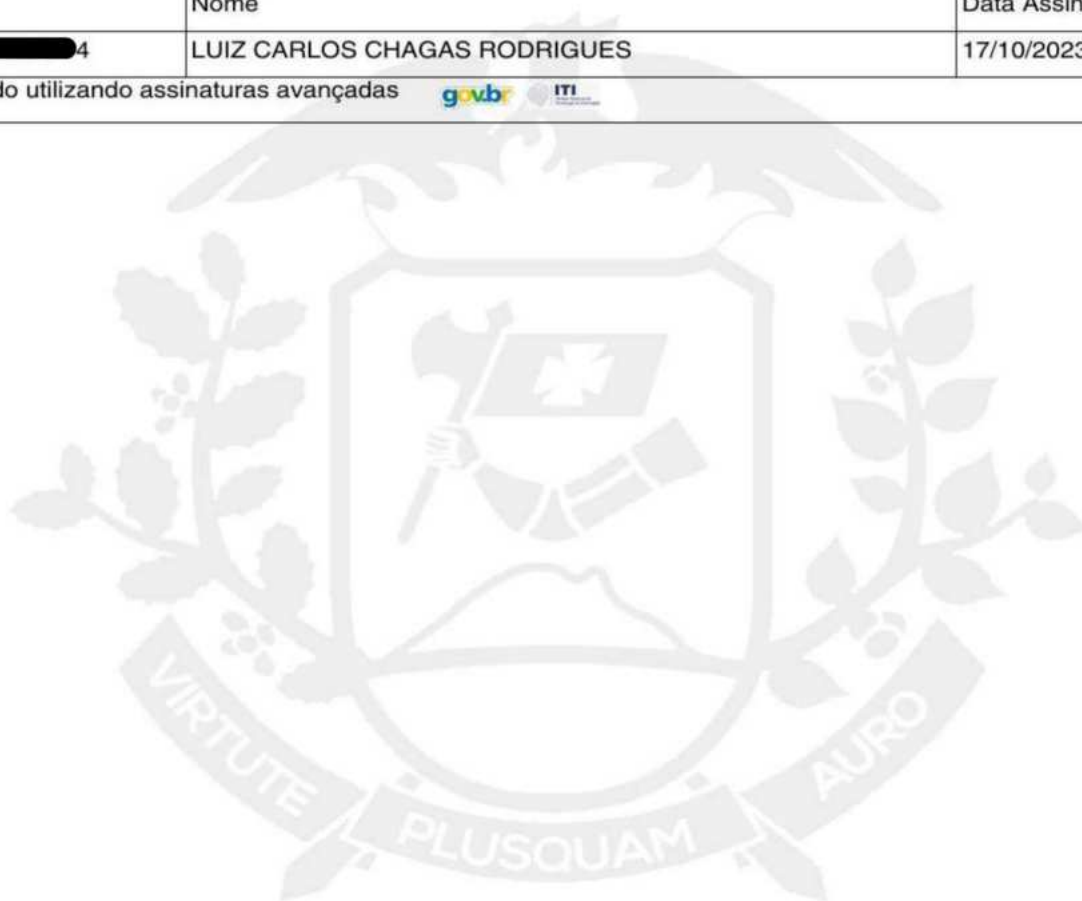 Nome Data Assin
4 LUIZ CARLOS CHAGAS RODRIGUES 17/10/2023
do utilizando assinaturas avançadas gov.br ITI
VIRTUTE PLUSQUAM AURO